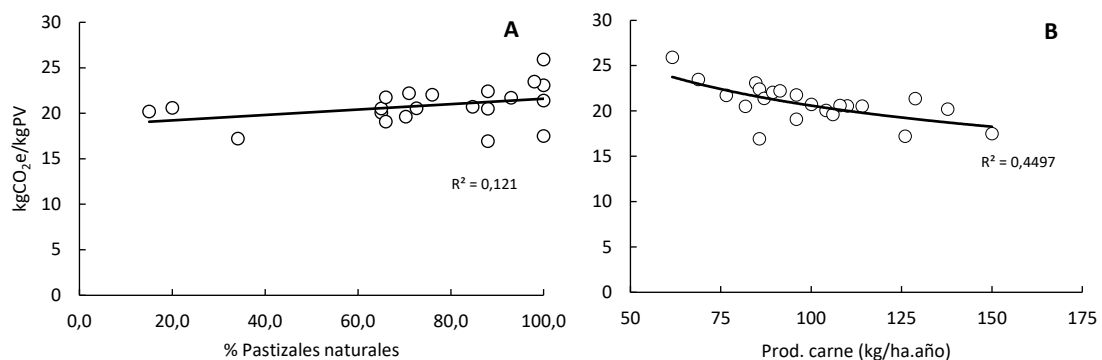 A
kgCO₂e/kgPV
30
25
20
15
10
5
0
R² = 0,121
0,0 20,0 40,0 60,0 80,0 100,0
% Pastizales naturales
B
30
25
20
15
10
5
0
R² = 0,4497
50 75 100 125 150 175
Prod. carne (kg/ha.año)